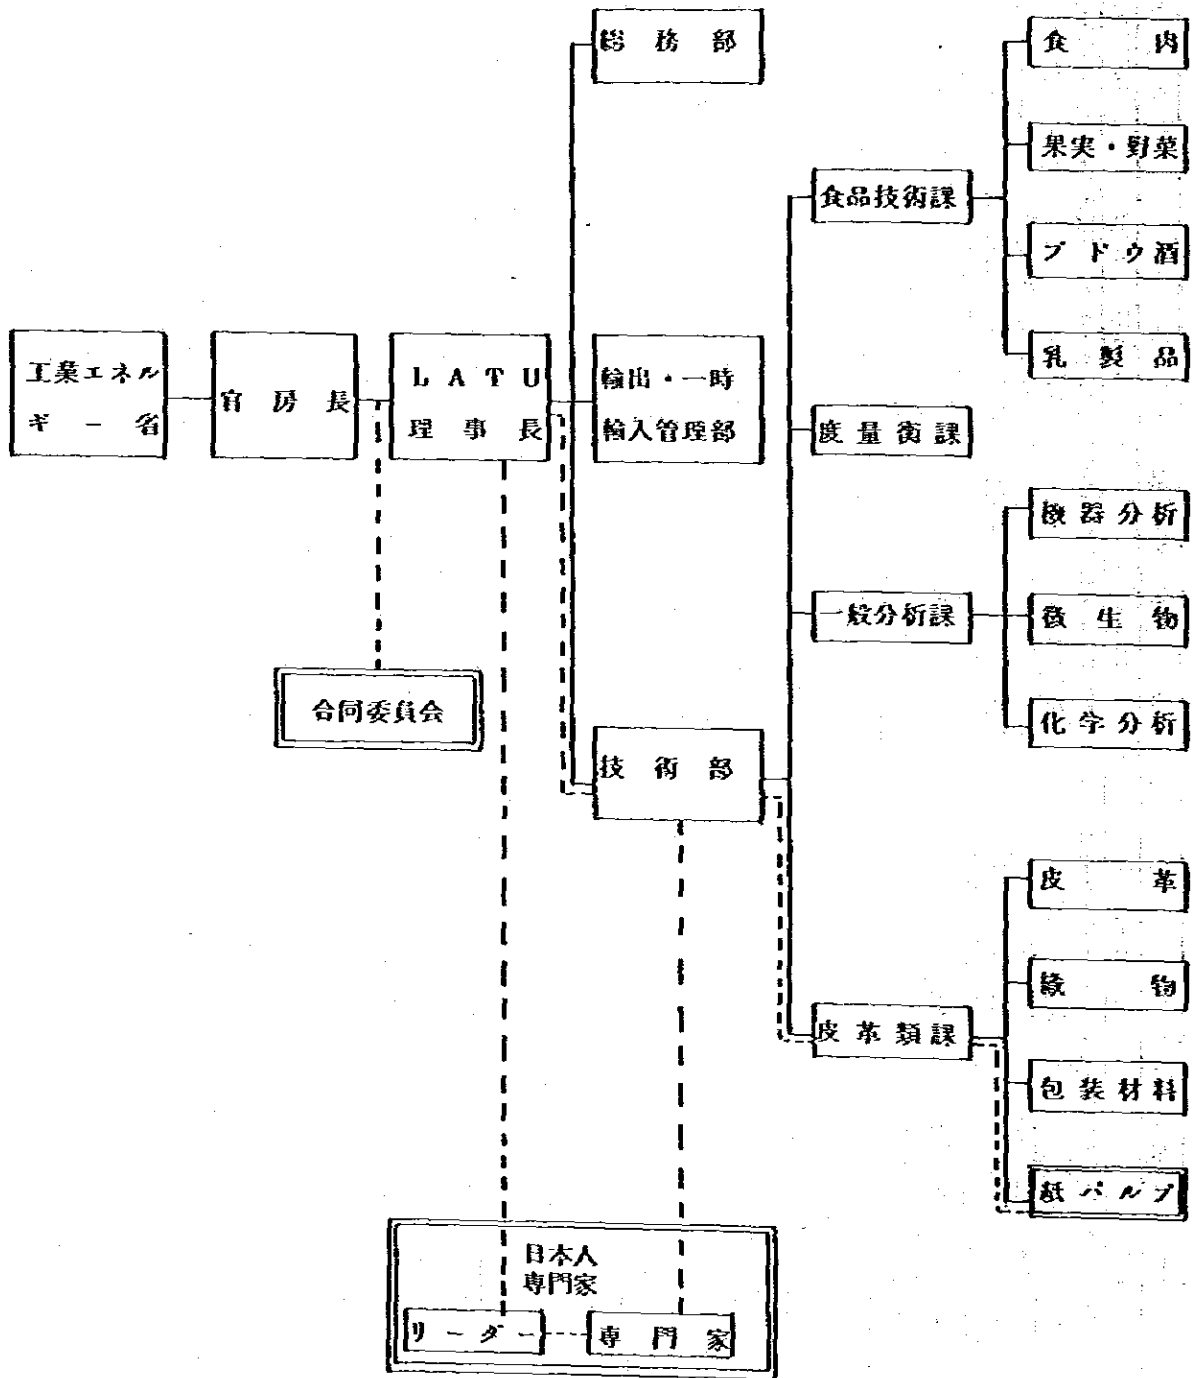 総務部
食肉
果実・野菜
食品技術課
ブドウ酒
乳製品
工業エネル
ギー省
官房長
LATU
理事長
輸出・一時
輸入管理部
度量衡課
機器分析
一般分析課
微生物
化学分析
合同委員会
技術部
皮革
織物
皮革類課
包装材料
紙パルプ
日本人
専門家
リーダー
専門家